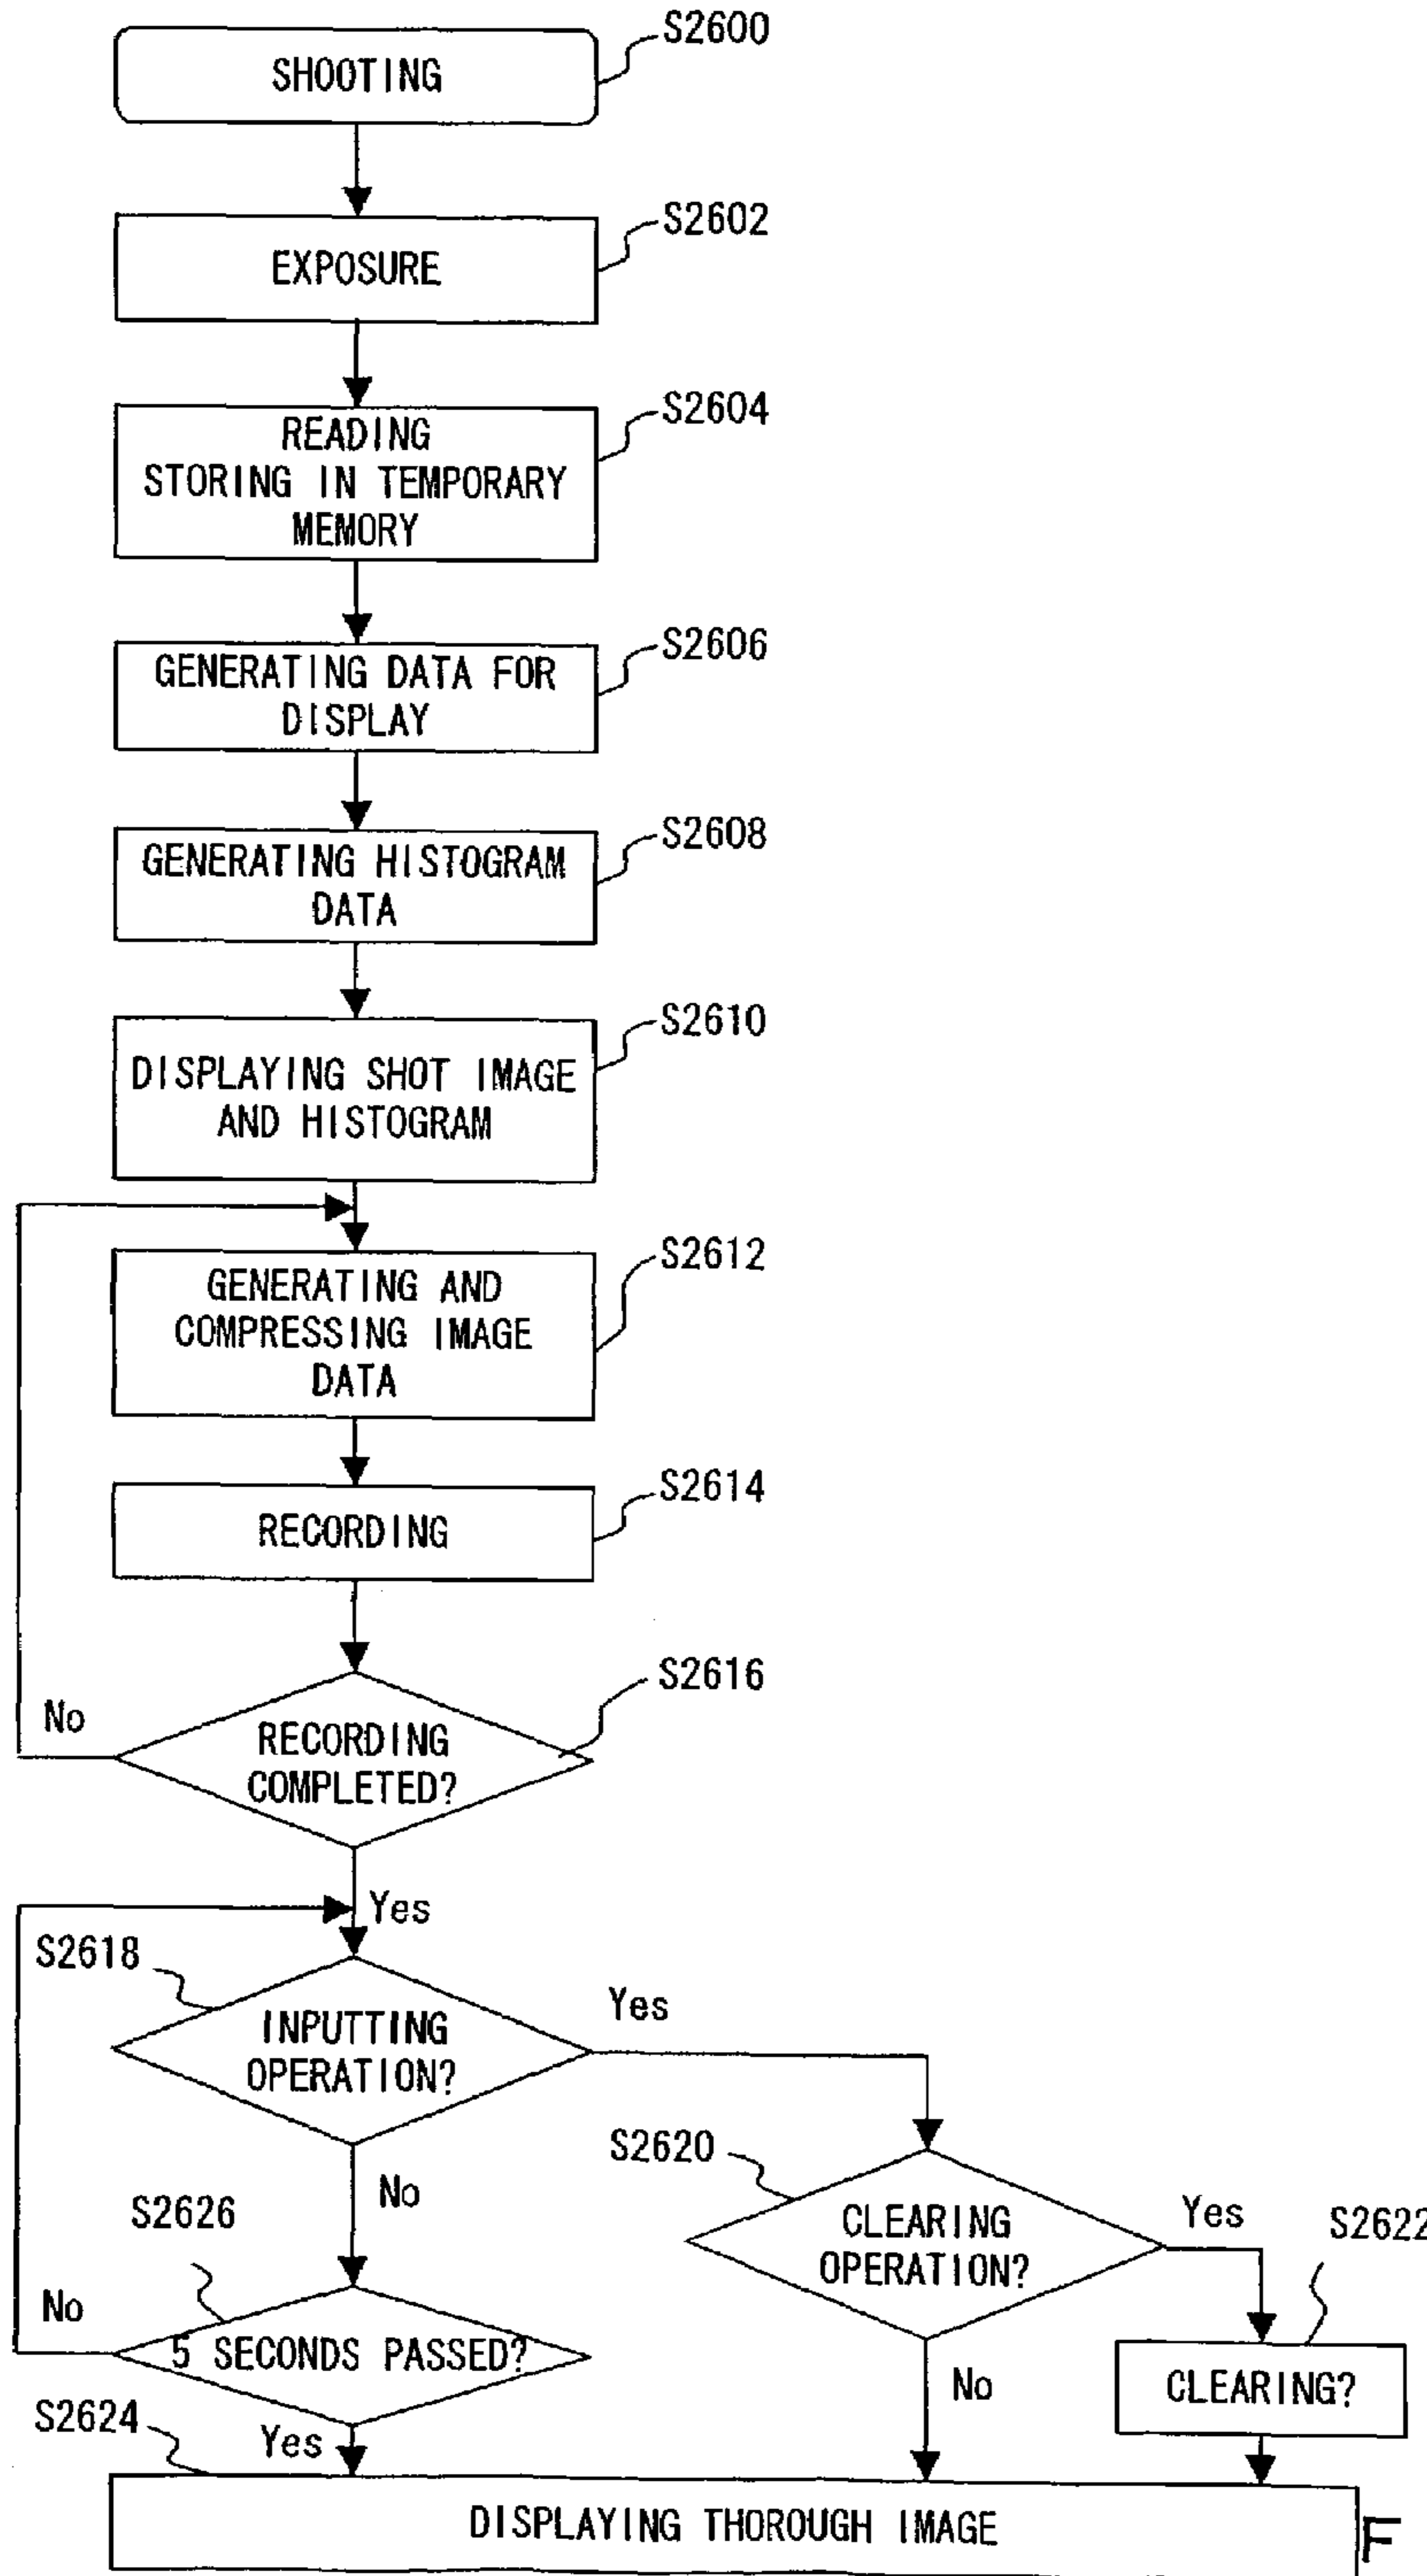 S2600
SHOOTING
S2602
EXPOSURE
S2604
READING
STORING IN TEMPORARY
MEMORY
S2606
GENERATING DATA FOR
DISPLAY
S2608
GENERATING HISTOGRAM
DATA
S2610
DISPLAYING SHOT IMAGE
AND HISTOGRAM
S2612
GENERATING AND
COMPRESSING IMAGE
DATA
S2614
RECORDING
S2616
No
RECORDING
COMPLETED?
Yes
S2618
INPUTTING
OPERATION?
Yes
No
S2620
CLEARING
OPERATION?
Yes
S2622
S2626
No
5 SECONDS PASSED?
No
CLEARING?
S2624
Yes
DISPLAYING THOROUGH IMAGE